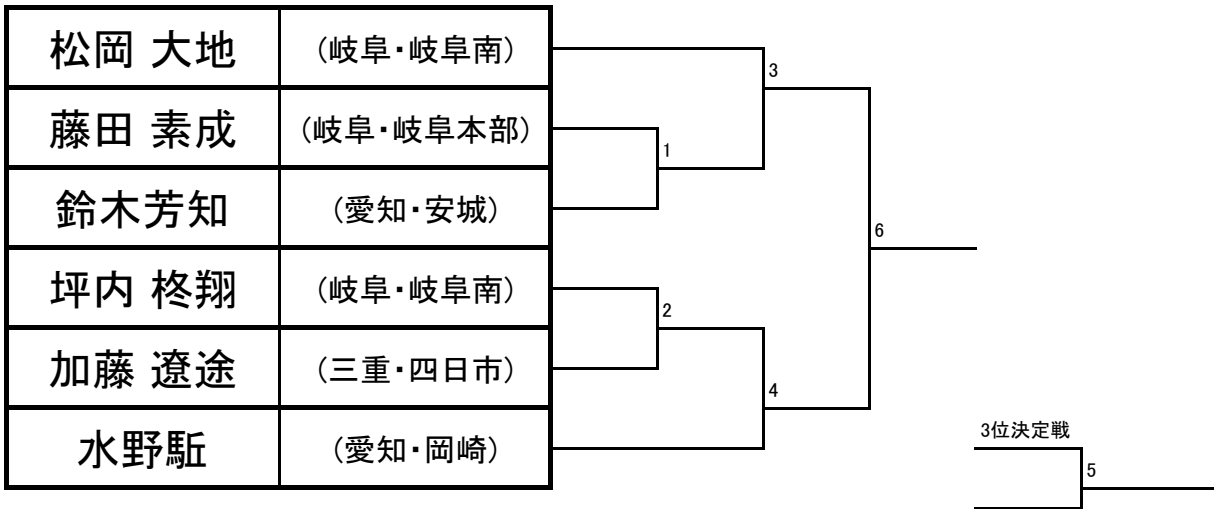 松岡 大地 (岐阜・岐阜南)
3
藤田 素成 (岐阜・岐阜本部)
1
鈴木芳知 (愛知・安城)
6
坪内 柊翔 (岐阜・岐阜南)
2
加藤 遼途 (三重・四日市)
4
水野駈 (愛知・岡崎)
3位決定戦
5